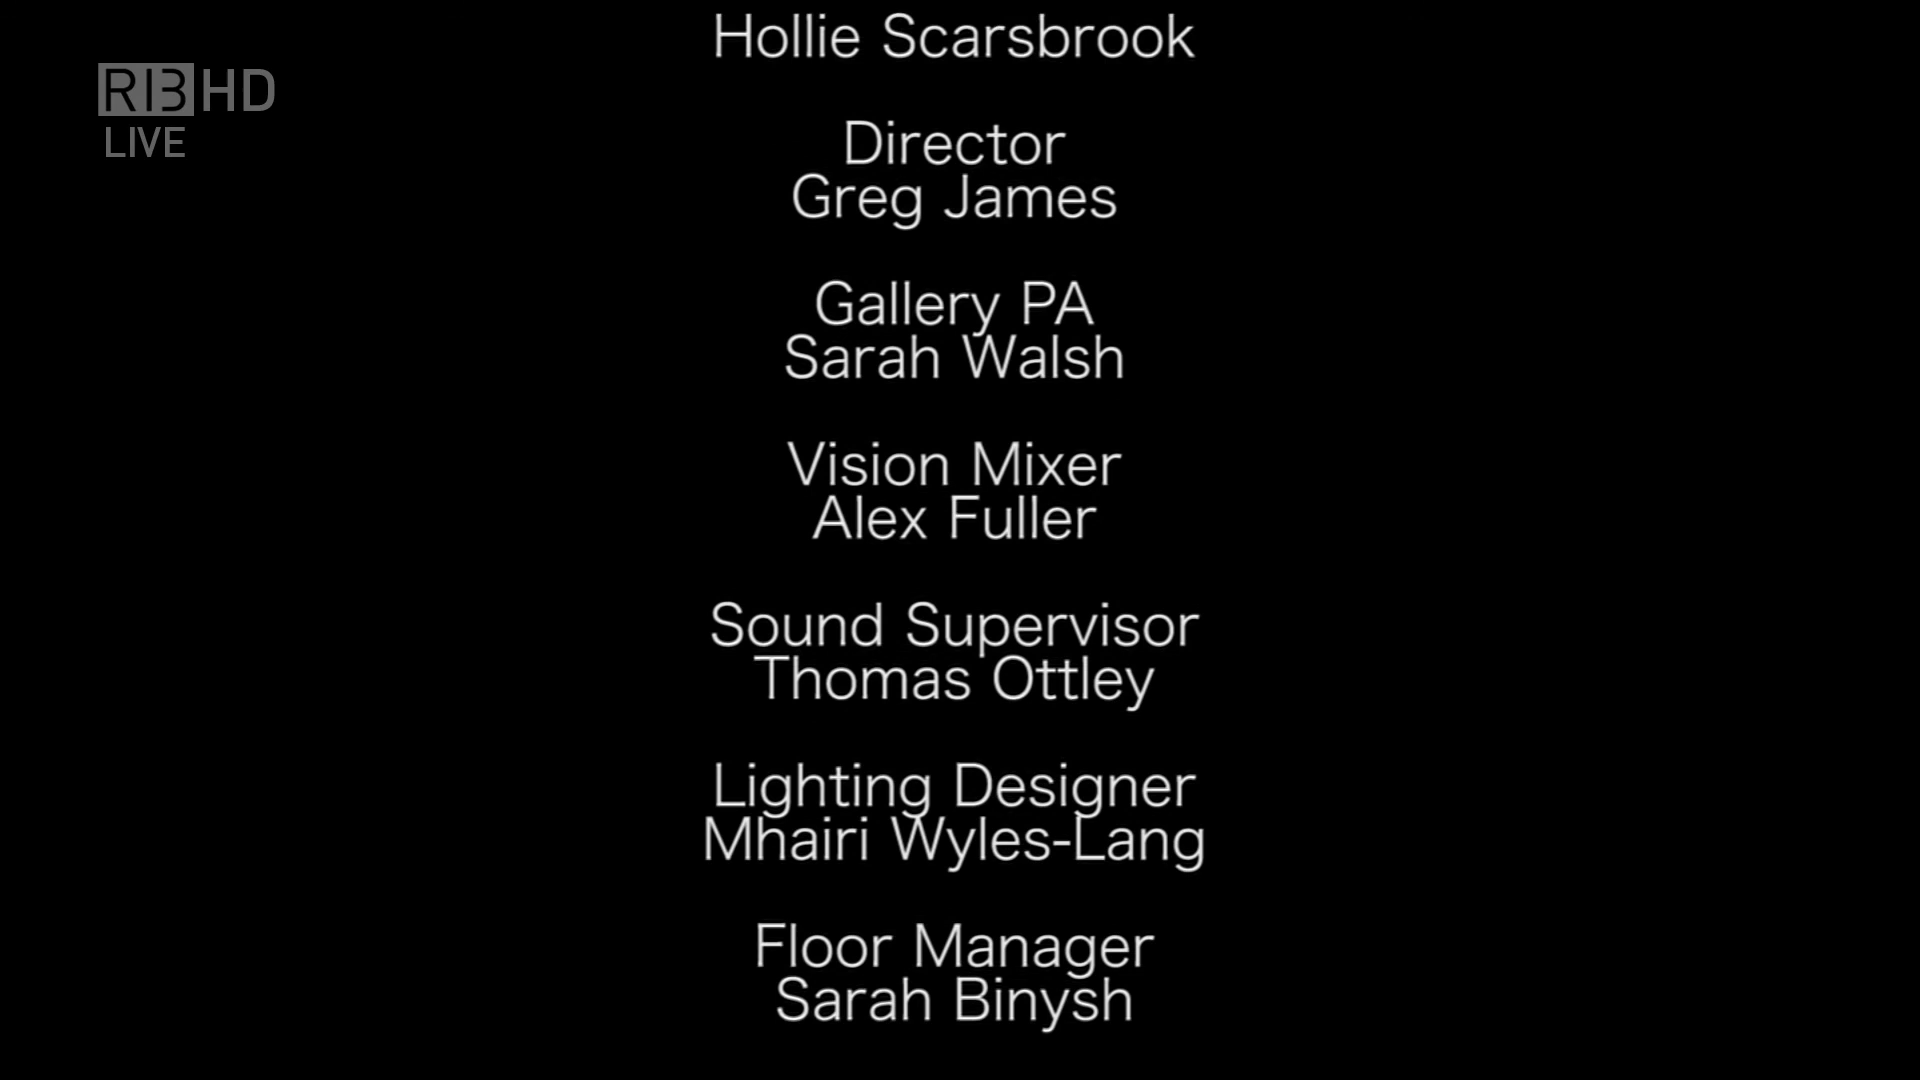 Hollie Scarsbrook
RIB HD
LIVE
Director
Greg James
Gallery PA
Sarah Walsh
Vision Mixer
Alex Fuller
Sound Supervisor
Thomas Ottley
Lighting Designer
Mhairi Wyles-Lang
Floor Manager
Sarah Binysh